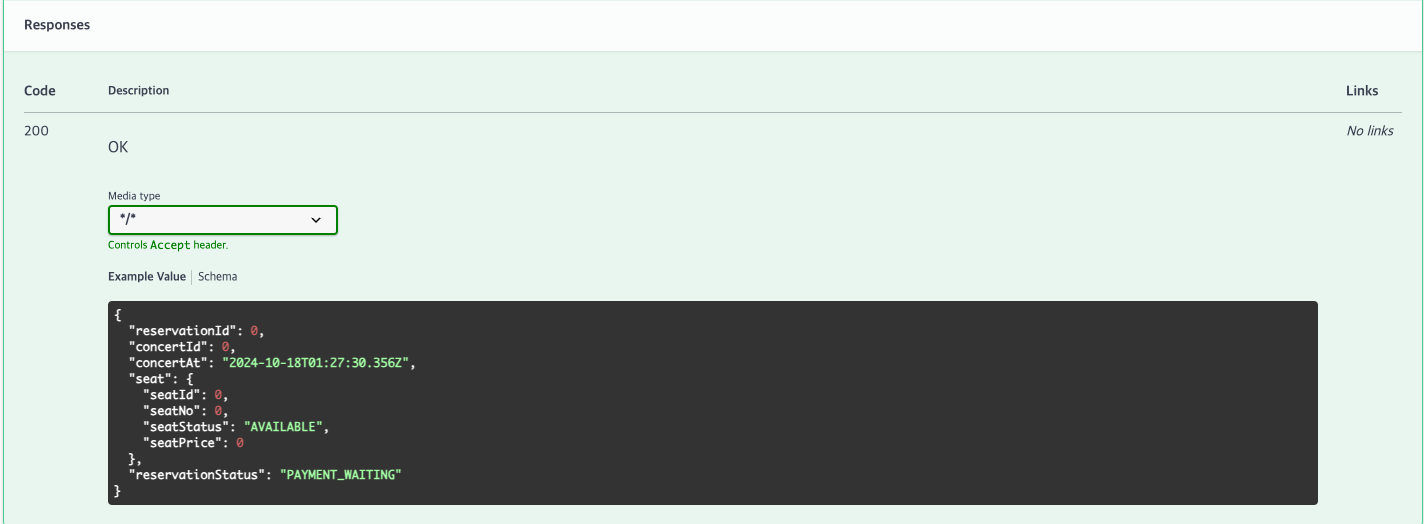 Responses
Code Description Links
200 OK No links
Media type
*/*
Controls Accept header.
Example Value Schema
{
  "reservationId": 0,
  "concertId": 0,
  "concertAt": "2024-10-18T01:27:30.356Z",
  "seat": {
    "seatId": 0,
    "seatNo": 0,
    "seatStatus": "AVAILABLE",
    "seatPrice": 0
  },
  "reservationStatus": "PAYMENT_WAITING"
}